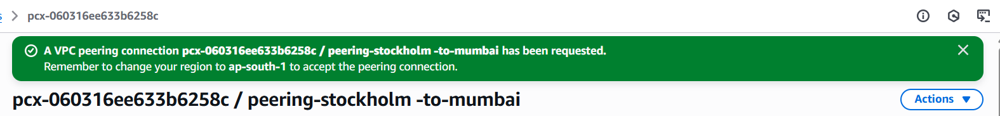 s > pcx-060316ee633b6258c
A VPC peering connection pcx-060316ee633b6258c / peering-stockholm -to-mumbai has been requested.
Remember to change your region to ap-south-1 to accept the peering connection.
pcx-060316ee633b6258c / peering-stockholm -to-mumbai
Actions